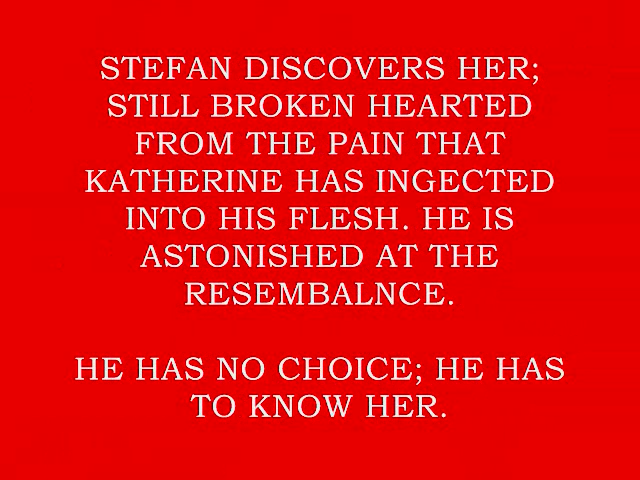 STEFAN DISCOVERS HER;
STILL BROKEN HEARTED
FROM THE PAIN THAT
KATHERINE HAS INGECTED
INTO HIS FLESH. HE IS
ASTONISHED AT THE
RESEMBALNCE.
HE HAS NO CHOICE; HE HAS
TO KNOW HER.